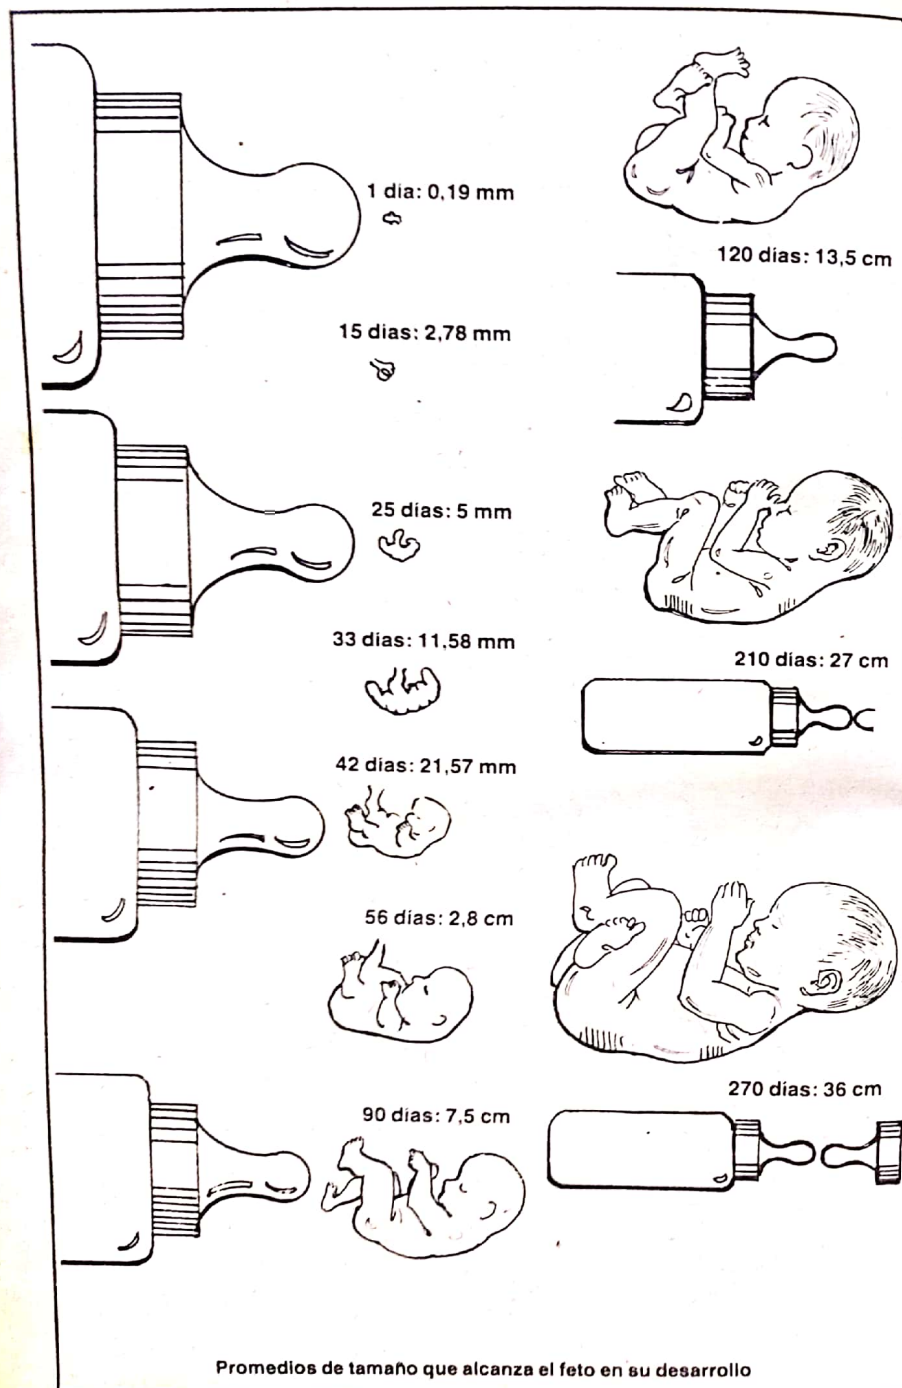 1 dia: 0,19 mm
15 dias: 2,78 mm
25 días: 5 mm
33 dias: 11,58 mm
42 días: 21,57 mm
56 días: 2,8 cm
90 días: 7,5 cm
120 días: 13,5 cm
210 días: 27 cm
270 días: 36 cm
Promedios de tamaño que alcanza el feto en su desarrollo